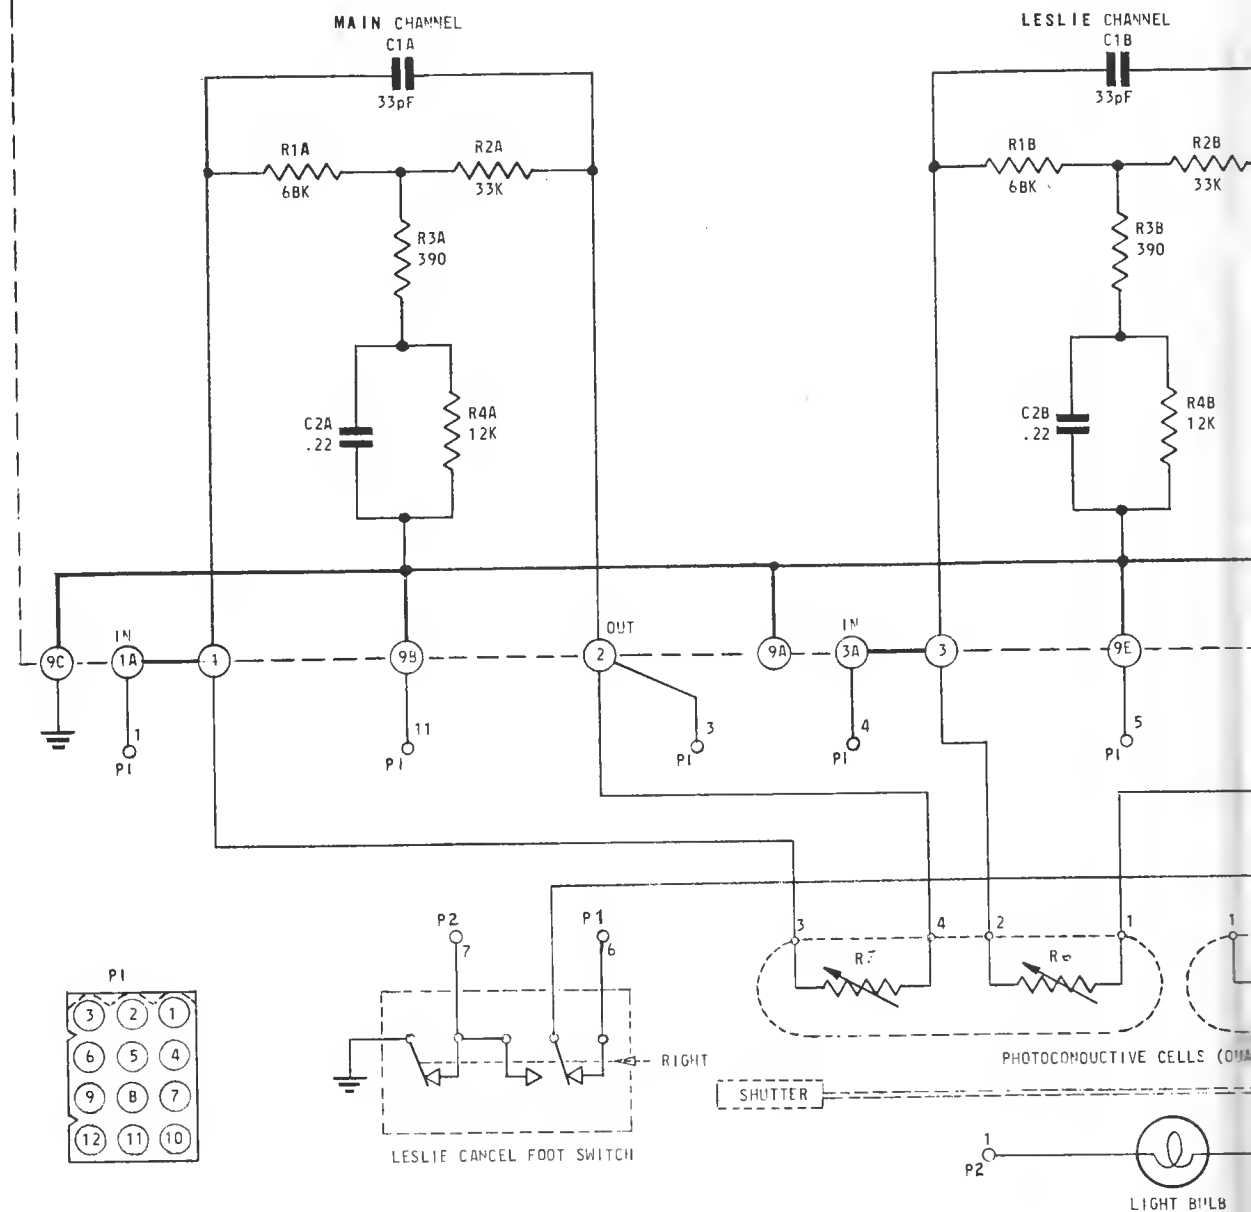 MAIN CHANNEL
C1A
33pF
R1A
68K
R2A
33K
R3A
390
C2A
.22
R4A
12K
LESLIE CHANNEL
C1B
33pF
R1B
68K
R2B
33K
R3B
390
C2B
.22
R4B
12K
IN
OUT
IN
9C
1A
1
9B
2
9A
3A
3
9E
1
P1
11
P1
3
P1
4
P1
5
P1
P2
7
P1
6
3
4
2
1
1
R6
RIGHT
LESLIE CANCEL FOOT SWITCH
P1
3 2 1
6 5 4
9 8 7
12 11 10
PHOTOCONDUCTIVE CELLS
SHUTTER
1
P2
LIGHT BULB